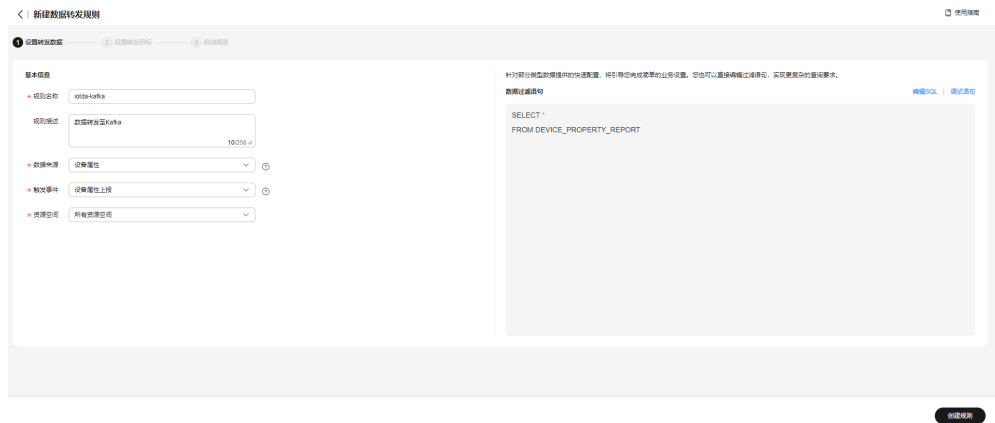 新建数据转发规则
使用指南
1 设置转发数据 2 设置转发目标 3 启动规则
基本信息
* 规则名称 iotda-kafka
规则描述 数据转发至Kafka
10/256
* 数据来源 设备属性
* 触发事件 设备属性上报
* 资源空间 所有资源空间
针对部分类型数据提供的快速配置，将引导您完成简单的业务设置。您也可以直接编辑过滤语句，实现更复杂的查询要求。
数据过滤语句 编辑SQL | 调试语句
SELECT *
FROM DEVICE_PROPERTY_REPORT
创建规则